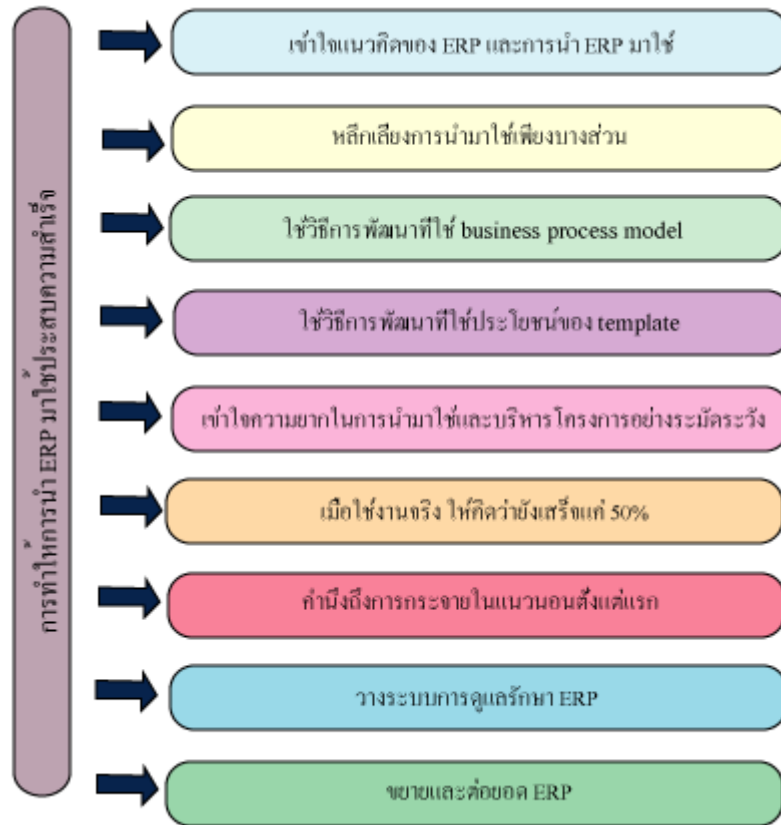 การทำให้การนำ ERP มาใช้ประสบความสำเร็จ
เข้าใจแนวคิดของ ERP และการนำ ERP มาใช้
หลีกเลี่ยงการนำมาใช้เพียงบางส่วน
ใช้วิธีการพัฒนาที่ใช้ business process model
ใช้วิธีการพัฒนาที่ใช้ประโยชน์ของ template
เข้าใจความยากในการนำมาใช้และบริหารโครงการอย่างระมัดระวัง
เมื่อใช้งานจริง ให้คิดว่ายังเสร็จแค่ 50%
คำนึงถึงการกระจายในแนวนอนตั้งแต่แรก
วางระบบการดูแลรักษา ERP
ขยายและต่อยอด ERP